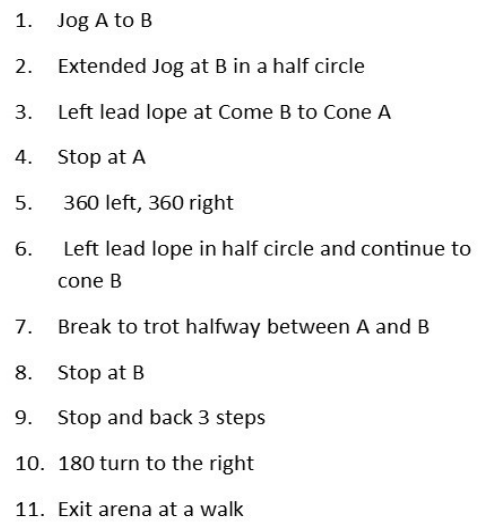 1. Jog A to B
2. Extended Jog at B in a half circle
3. Left lead lope at Come B to Cone A
4. Stop at A
5. 360 left, 360 right
6. Left lead lope in half circle and continue to
cone B
7. Break to trot halfway between A and B
8. Stop at B
9. Stop and back 3 steps
10. 180 turn to the right
11. Exit arena at a walk